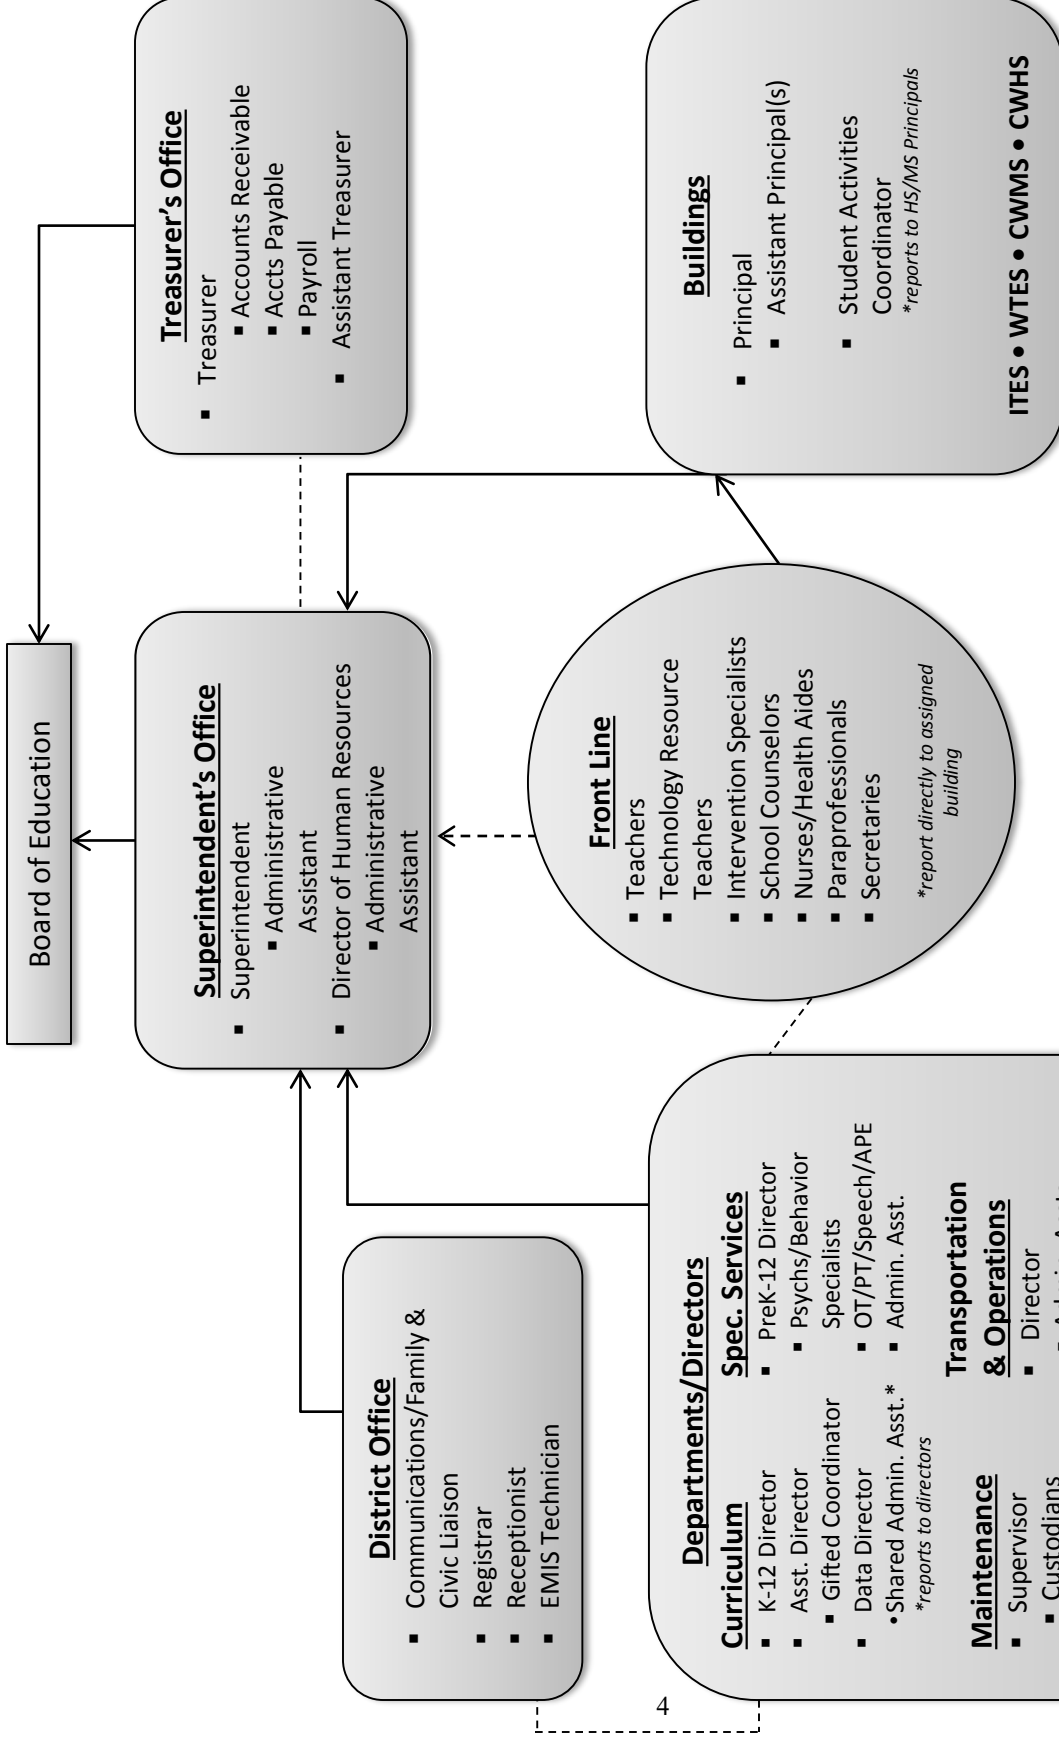 Board of Education
Superintendent's Office
▪ Superintendent
▪ Administrative
Assistant
▪ Director of Human Resources
▪ Administrative
Assistant
Treasurer's Office
▪ Treasurer
▪ Accounts Receivable
▪ Accts Payable
▪ Payroll
▪ Assistant Treasurer
District Office
▪ Communications/Family &
Civic Liaison
▪ Registrar
▪ Receptionist
▪ EMIS Technician
Front Line
▪ Teachers
▪ Technology Resource
Teachers
▪ Intervention Specialists
▪ School Counselors
▪ Nurses/Health Aides
▪ Paraprofessionals
▪ Secretaries
*report directly to assigned
building
Buildings
▪ Principal
▪ Assistant Principal(s)
▪ Student Activities
Coordinator
*reports to HS/MS Principals
ITES • WTES • CWMS • CWHS
Departments/Directors
Curriculum
▪ K-12 Director
▪ Asst. Director
▪ Gifted Coordinator
▪ Data Director
•Shared Admin. Asst.*
*reports to directors
Spec. Services
▪ PreK-12 Director
▪ Psychs/Behavior
Specialists
▪ OT/PT/Speech/APE
▪ Admin. Asst.
Maintenance
▪ Supervisor
▪ Custodians
Transportation
& Operations
▪ Director
4